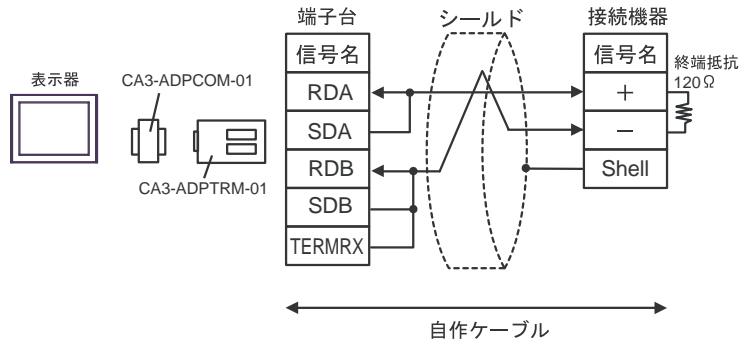 端子台
シールド
接続機器
信号名
信号名
終端抵抗
120Ω
表示器
CA3-ADPCOM-01
RDA
+
SDA
−
RDB
Shell
CA3-ADPTRM-01
SDB
TERMRX
自作ケーブル